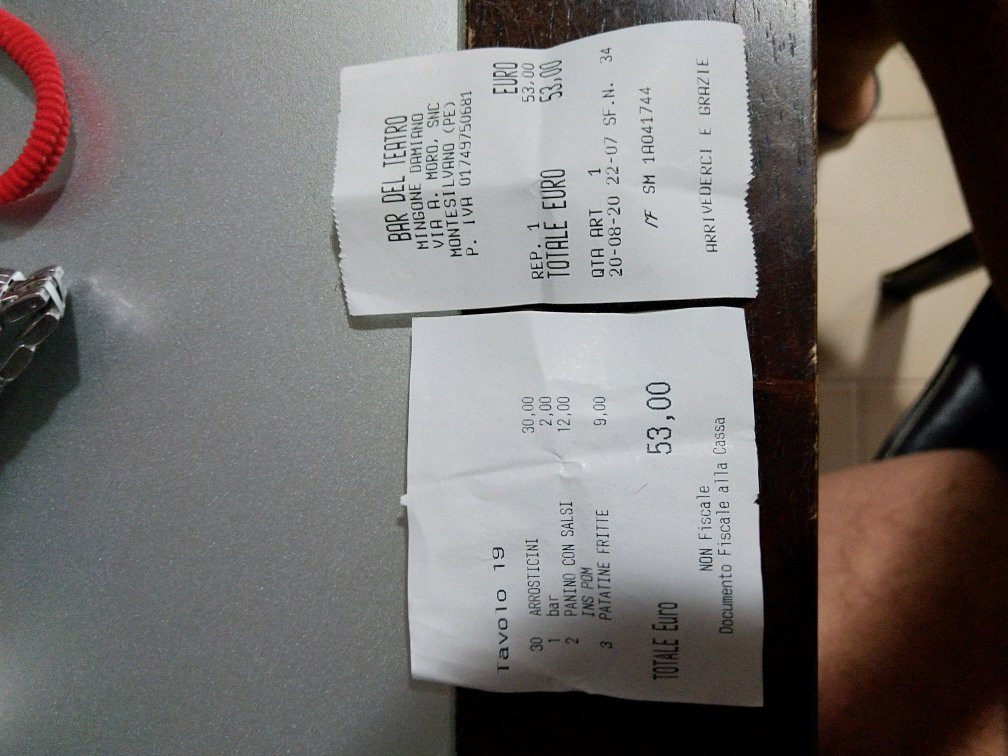 BAR DEL TEATRO
MINGONE DAMIANO
VIA A. MORO, SNC
MONTESILVANO (PE)
P. IVA 01749750681
EURO
REP. 1 53,00
TOTALE EURO 53,00
QTA ART 1
20-08-20 22-07 SF.N. 34
MF SM 1A041744
ARRIVEDERCI E GRAZIE
Tavolo 19
30 ARROSTICINI 30,00
1 bar 2,00
2 PANINO CON SALSI 12,00
INS POM
3 PATATINE FRITTE 9,00
TOTALE Euro 53,00
NON Fiscale
Documento Fiscale alla Cassa